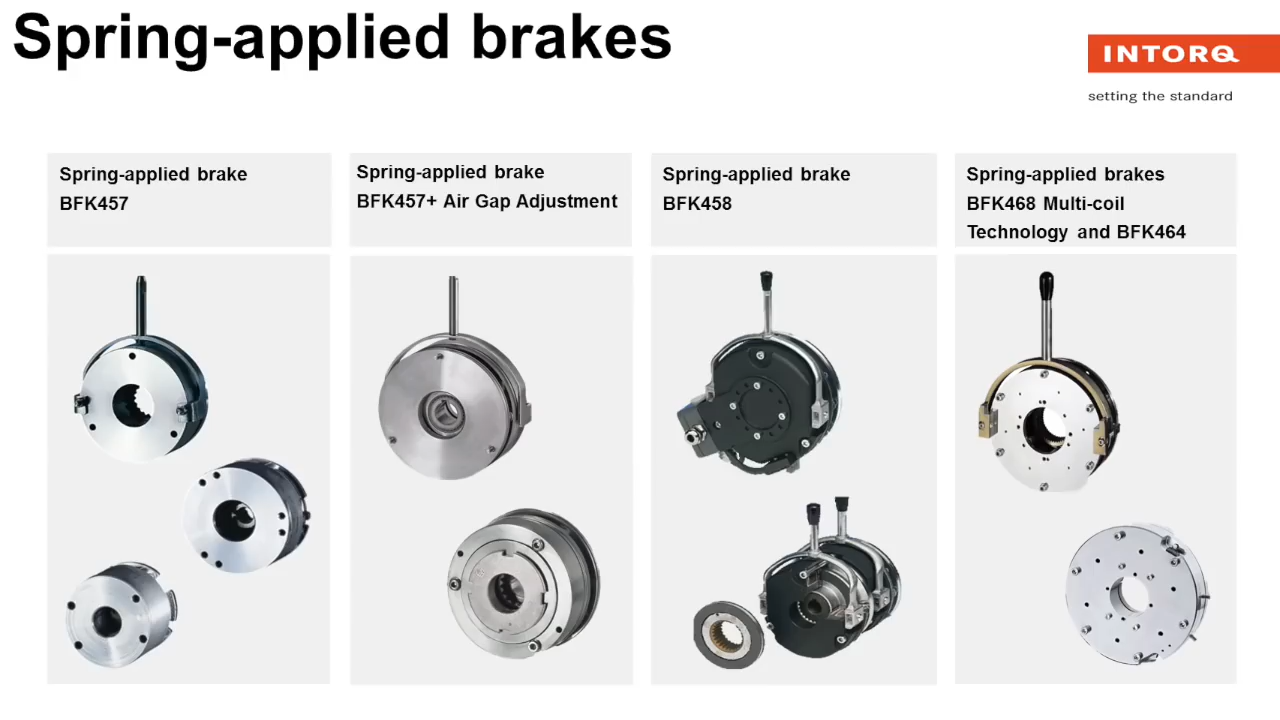 Spring-applied brakes
INTORQ
setting the standard
Spring-applied brake
BFK457
Spring-applied brake
BFK457+ Air Gap Adjustment
Spring-applied brake
BFK458
Spring-applied brakes
BFK468 Multi-coil
Technology and BFK464